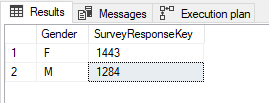 Results Messages Execution plan
Gender SurveyResponseKey
1 F 1443
2 M 1284